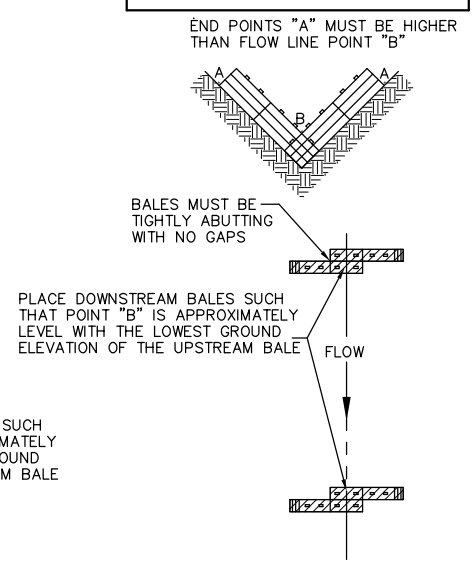 END POINTS "A" MUST BE HIGHER
THAN FLOW LINE POINT "B"
A
A
B
BALES MUST BE
TIGHTLY ABUTTING
WITH NO GAPS
PLACE DOWNSTREAM BALES SUCH
THAT POINT "B" IS APPROXIMATELY
LEVEL WITH THE LOWEST GROUND
ELEVATION OF THE UPSTREAM BALE
FLOW
SUCH
MATELY
OUND
M BALE